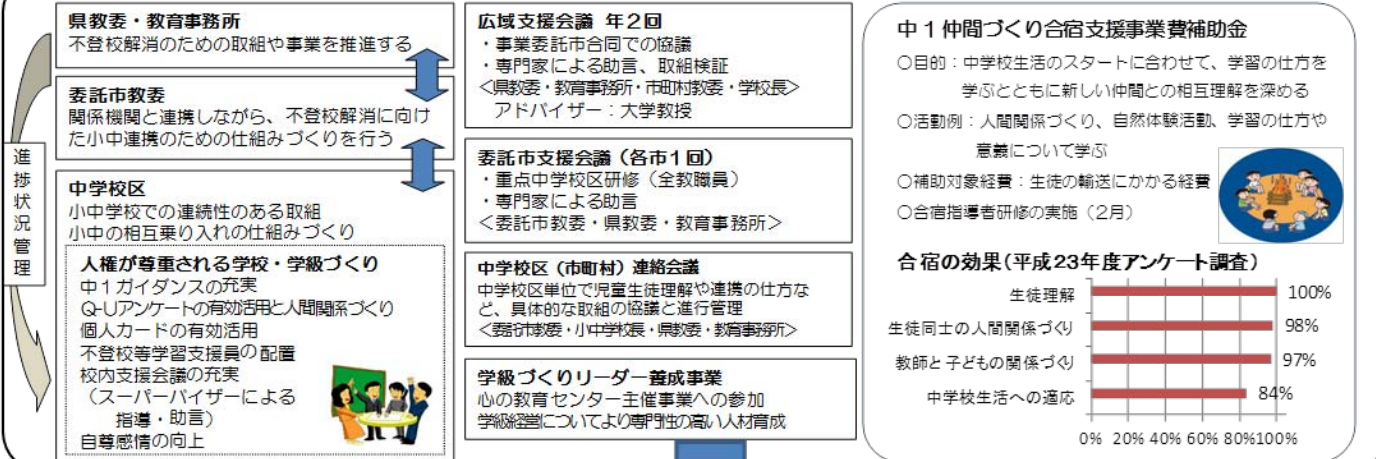 進捗状況管理
県教委・教育事務所
不登校解消のための取組や事業を推進する
委託市教委
関係機関と連携しながら、不登校解消に向け
た小中連携のための仕組みづくりを行う
中学校区
小中学校での連続性のある取組
小中の相互乗り入れの仕組みづくり
人権が尊重される学校・学級づくり
中1ガイダンスの充実
Q-Uアンケートの有効活用と人間関係づくり
個人カードの有効活用
不登校等学習支援員の配置
校内支援会議の充実
（スーパーバイザーによる
指導・助言）
自尊感情の向上
広域支援会議 年2回
・事業委託市合同での協議
・専門家による助言、取組検証
＜県教委・教育事務所・市町村教委・学校長＞
アドバイザー：大学教授
委託市支援会議（各市1回）
・重点中学校区研修（全教職員）
・専門家による助言
＜委託市教委・県教委・教育事務所＞
中学校区（市町村）連絡会議
中学校区単位で児童生徒理解や連携の仕方な
ど、具体的な取組の協議と進行管理
＜委託市教委・小中学校長・県教委・教育事務所＞
学級づくりリーダー養成事業
心の教育センター主催事業への参加
学級経営についてより専門性の高い人材育成
中1仲間づくり合宿支援事業費補助金
○目的：中学校生活のスタートに合わせて、学習の仕方を
学ぶとともに新しい仲間との相互理解を深める
○活動例：人間関係づくり、自然体験活動、学習の仕方や
意義について学ぶ
○補助対象経費：生徒の輸送にかかる経費
○合宿指導者研修の実施（2月）
合宿の効果（平成23年度アンケート調査）
生徒理解 100%
生徒同士の人間関係づくり 98%
教師と子どもの関係づくり 97%
中学校生活への適応 84%
0% 20% 40% 60% 80% 100%